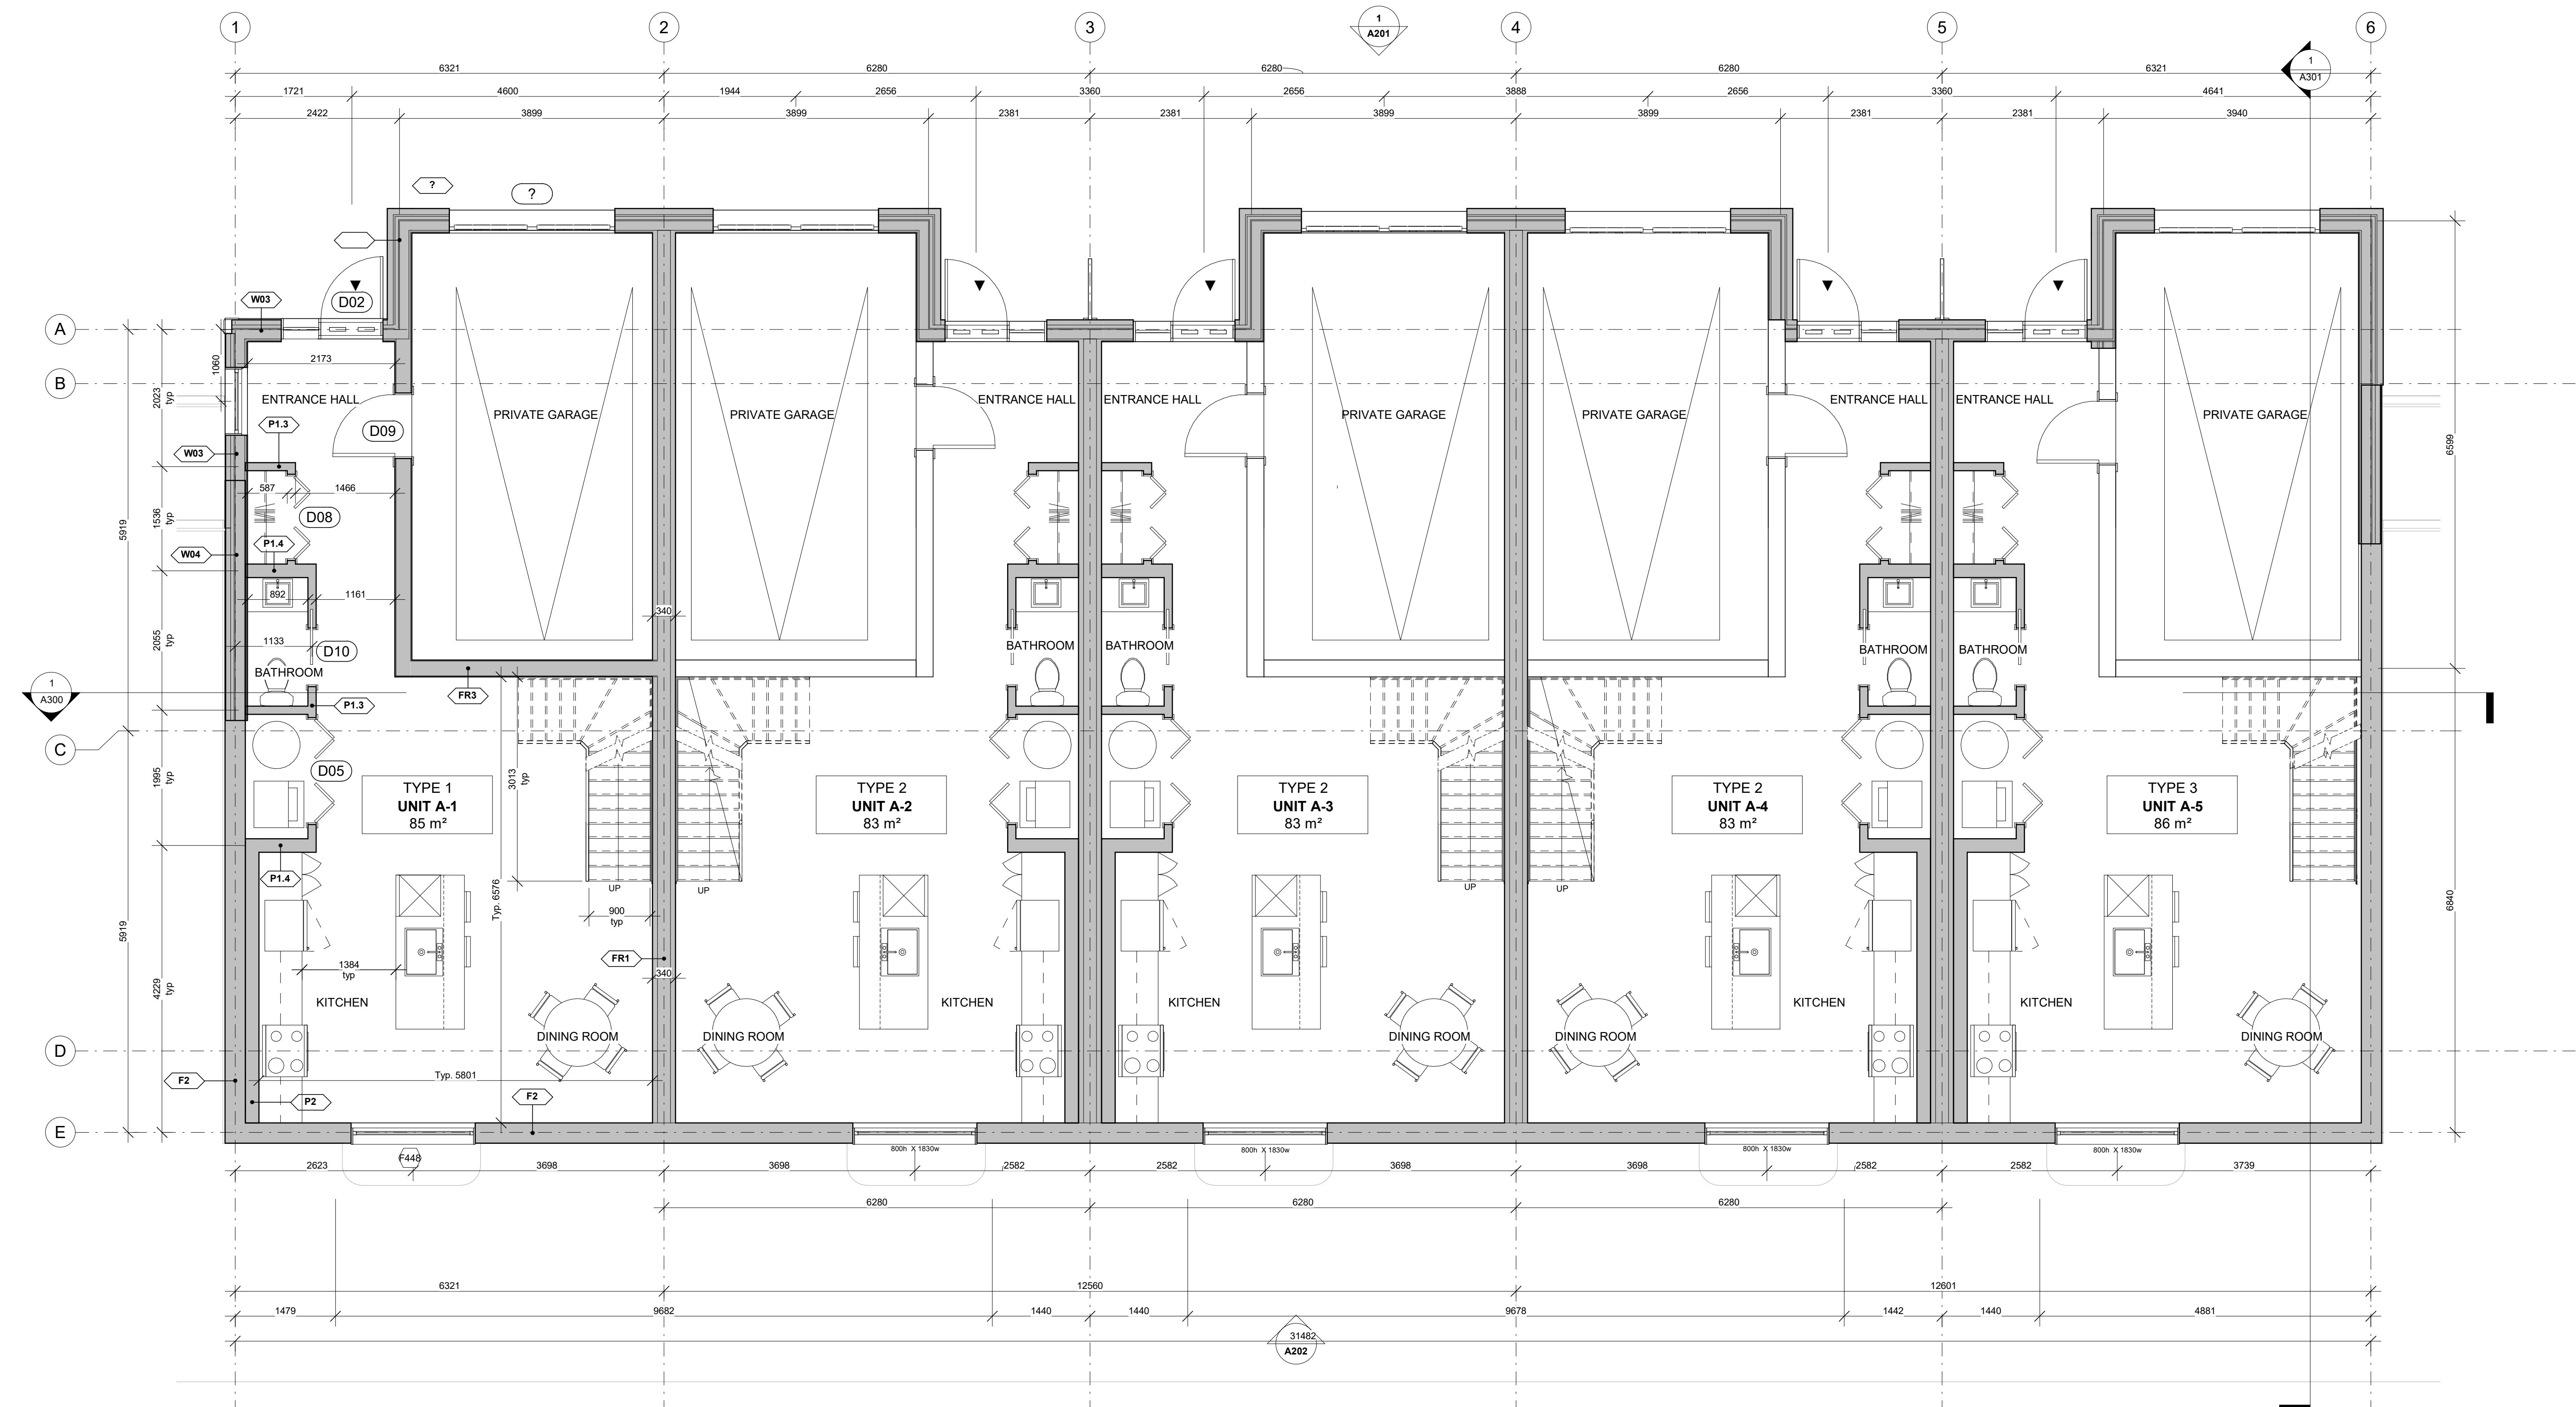 1 2 3 4 5 6
1
A201
1
A301
6321 6280 6280 6280 6321
1721 4600 1944 2656 3360 2656 3888 2656 3360 4641
2422 3899 3899 2381 2381 3899 3899 2381 2381 3940
? ?
W03 D02
A
1060
2173
B
2023 typ
ENTRANCE HALL ENTRANCE HALL ENTRANCE HALL ENTRANCE HALL ENTRANCE HALL
PRIVATE GARAGE PRIVATE GARAGE PRIVATE GARAGE PRIVATE GARAGE PRIVATE GARAGE
P1.3
D09
W03
6599
587 1466
D08
1536 typ
5919
P1.4
W04
892 1161
340
2055 typ
1133
D10
BATHROOM BATHROOM BATHROOM BATHROOM BATHROOM
1
A300
FR3
P1.3
C
1995 typ
D05
3013 typ
TYPE 1
UNIT A-1
85 m²
TYPE 2
UNIT A-2
83 m²
TYPE 2
UNIT A-3
83 m²
TYPE 2
UNIT A-4
83 m²
TYPE 3
UNIT A-5
86 m²
P1.4
UP UP UP UP
Typ. 6576
900
typ
6840
5919
FR1
1384
typ
340
4229 typ
KITCHEN KITCHEN KITCHEN KITCHEN KITCHEN
DINING ROOM DINING ROOM DINING ROOM DINING ROOM DINING ROOM
D
F2
Typ. 5801
P2
F2
E
F448
800h X 1830w 800h X 1830w 800h X 1830w 800h X 1830w
2623 3698 3698 2582 2582 3698 3698 2582 2582 3739
6280 6280 6280
6321 12560 12601
1479 9682 1440 1440 9678 1442 1440 4881
31482
A202